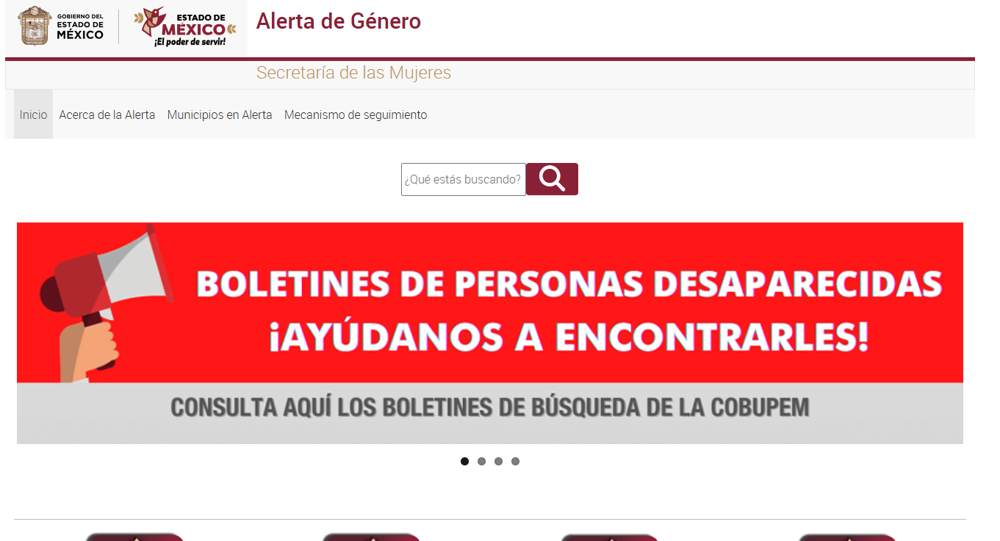 GOBIERNO DEL
ESTADO DE
MÉXICO
ESTADO DE
MÉXICO
¡El poder de servir!
Alerta de Género
Secretaría de las Mujeres
Inicio Acerca de la Alerta Municipios en Alerta Mecanismo de seguimiento
¿Qué estás buscando?
BOLETINES DE PERSONAS DESAPARECIDAS
¡AYÚDANOS A ENCONTRARLES!
CONSULTA AQUÍ LOS BOLETINES DE BÚSQUEDA DE LA COBUPEM